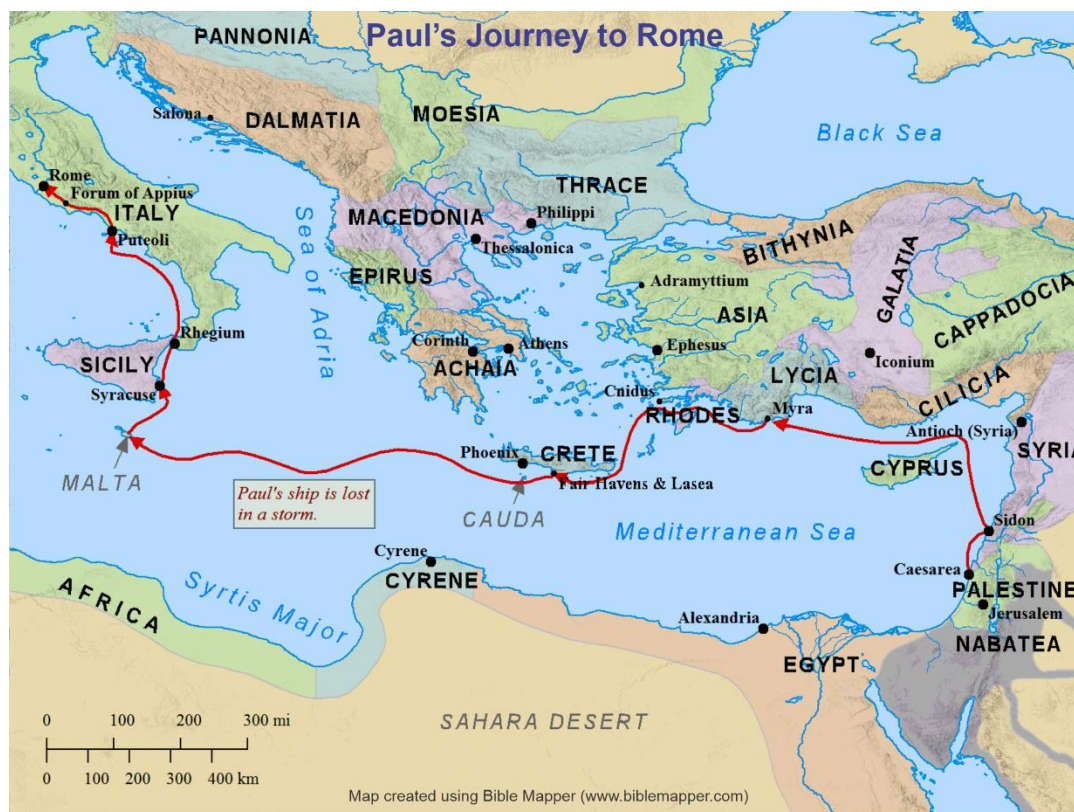 Paul's Journey to Rome
PANNONIA
MOESIA
DALMATIA
Salona
Black Sea
Rome
Forum of Appius
ITALY
Puteoli
Sea of Adria
THRACE
MACEDONIA
Philippi
Thessalonica
BITHYNIA
EPIRUS
Adramyttium
GALATIA
CAPPADOCIA
ASIA
Rhegium
Corinth
Athens
Ephesus
ACHAIA
Iconium
SICILY
LYCIA
Syracuse
Cnidus
CILICIA
RHODES
Myra
Antioch (Syria)
SYRIA
Phoenix
CRETE
CYPRUS
MALTA
Fair Havens & Lasea
Paul's ship is lost
in a storm.
CAUDA
Mediterranean Sea
Sidon
Cyrene
Caesarea
CYRENE
PALESTINE
AFRICA
Syrtis Major
Jerusalem
Alexandria
NABATEA
EGYPT
0 100 200 300 mi
SAHARA DESERT
0 100 200 300 400 km
Map created using Bible Mapper (www.biblemapper.com)